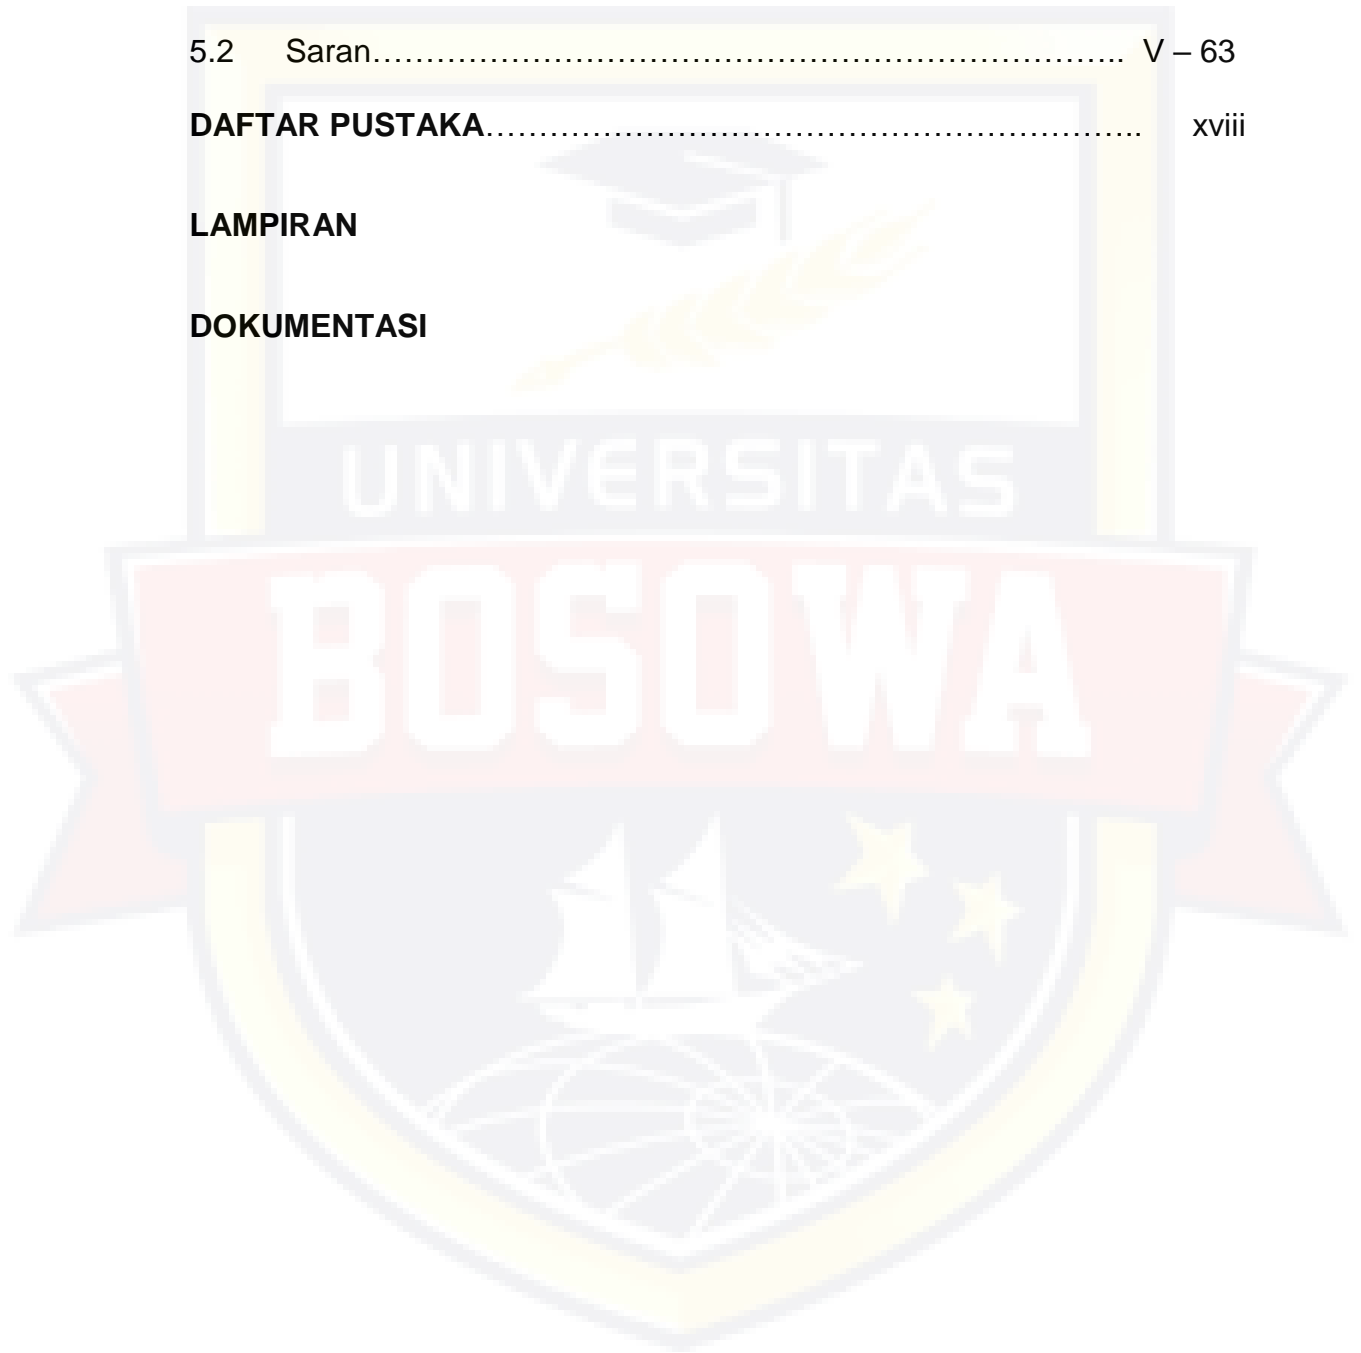 5.2 Saran…………………………………………………………….. V – 63
DAFTAR PUSTAKA…………………………………………………….. xviii
LAMPIRAN
DOKUMENTASI
UNIVERSITAS
BOSOWA